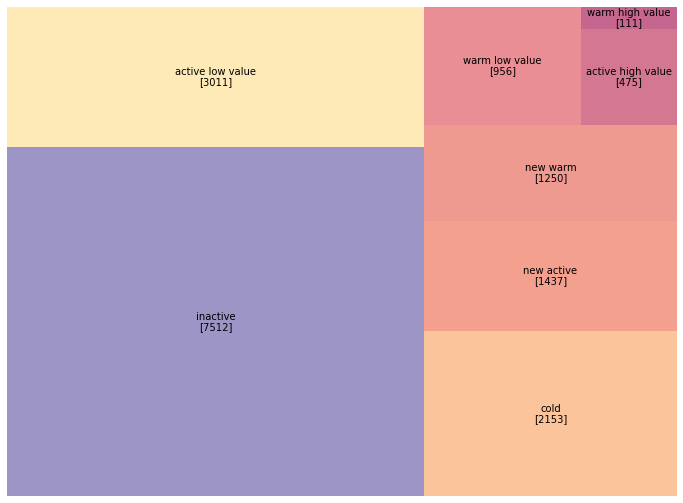 active low value
[3011]
inactive
[7512]
warm low value
[956]
warm high value
[111]
active high value
[475]
new warm
[1250]
new active
[1437]
cold
[2153]